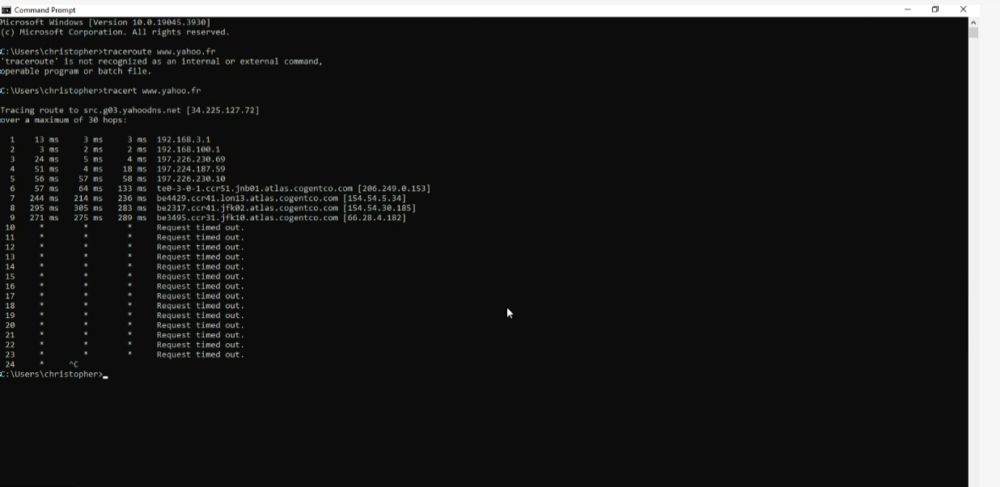 Command Prompt
Microsoft Windows [Version 10.0.19045.3930]
(c) Microsoft Corporation. All rights reserved.
C:\Users\christopher>traceroute www.yahoo.fr
'traceroute' is not recognized as an internal or external command,
operable program or batch file.
C:\Users\christopher>tracert www.yahoo.fr
Tracing route to src.g03.yahoodns.net [34.225.127.72]
over a maximum of 30 hops:
1 13 ms 3 ms 3 ms 192.168.3.1
2 3 ms 2 ms 2 ms 192.168.100.1
3 24 ms 5 ms 4 ms 197.226.230.69
4 51 ms 4 ms 18 ms 197.224.187.59
5 56 ms 57 ms 58 ms 197.226.230.10
6 57 ms 64 ms 133 ms te0-3-0-1.ccr51.jnb01.atlas.cogentco.com [206.249.0.153]
7 244 ms 214 ms 236 ms be4429.ccr41.lon13.atlas.cogentco.com [154.54.5.34]
8 295 ms 305 ms 283 ms be2317.ccr41.jfk02.atlas.cogentco.com [154.54.30.185]
9 271 ms 275 ms 289 ms be3495.ccr31.jfk10.atlas.cogentco.com [66.28.4.182]
10 * * * Request timed out.
11 * * * Request timed out.
12 * * * Request timed out.
13 * * * Request timed out.
14 * * * Request timed out.
15 * * * Request timed out.
16 * * * Request timed out.
17 * * * Request timed out.
18 * * * Request timed out.
19 * * * Request timed out.
20 * * * Request timed out.
21 * * * Request timed out.
22 * * * Request timed out.
23 * * * Request timed out.
24 * ^C
C:\Users\christopher>_